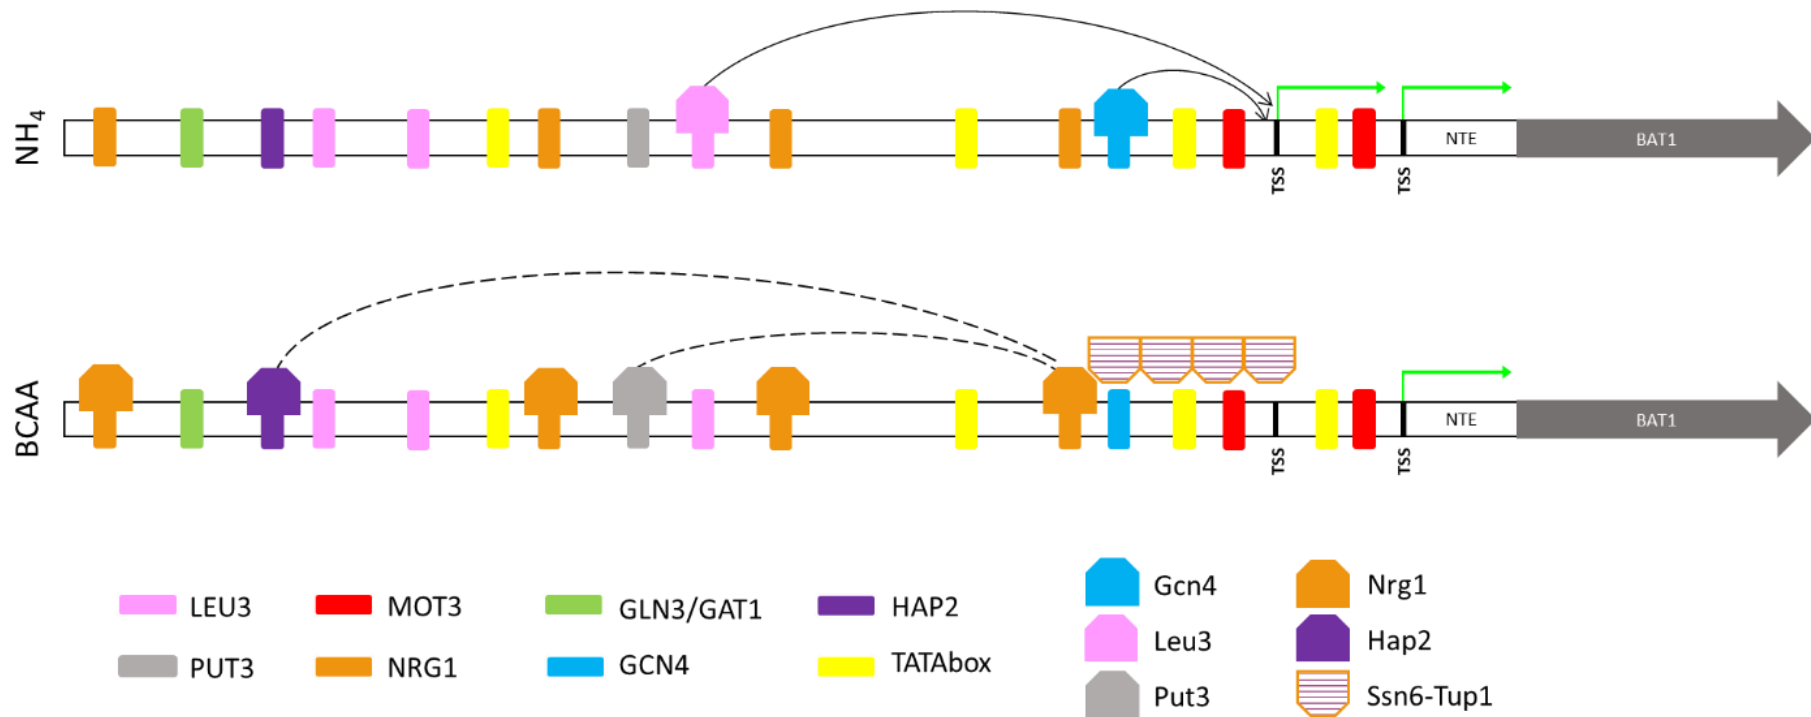 NH4
NTE
BAT1
TSS
TSS
BCAA
NTE
BAT1
TSS
TSS
LEU3
MOT3
GLN3/GAT1
HAP2
PUT3
NRG1
GCN4
TATAbox
Gcn4
Nrg1
Leu3
Hap2
Put3
Ssn6-Tup1